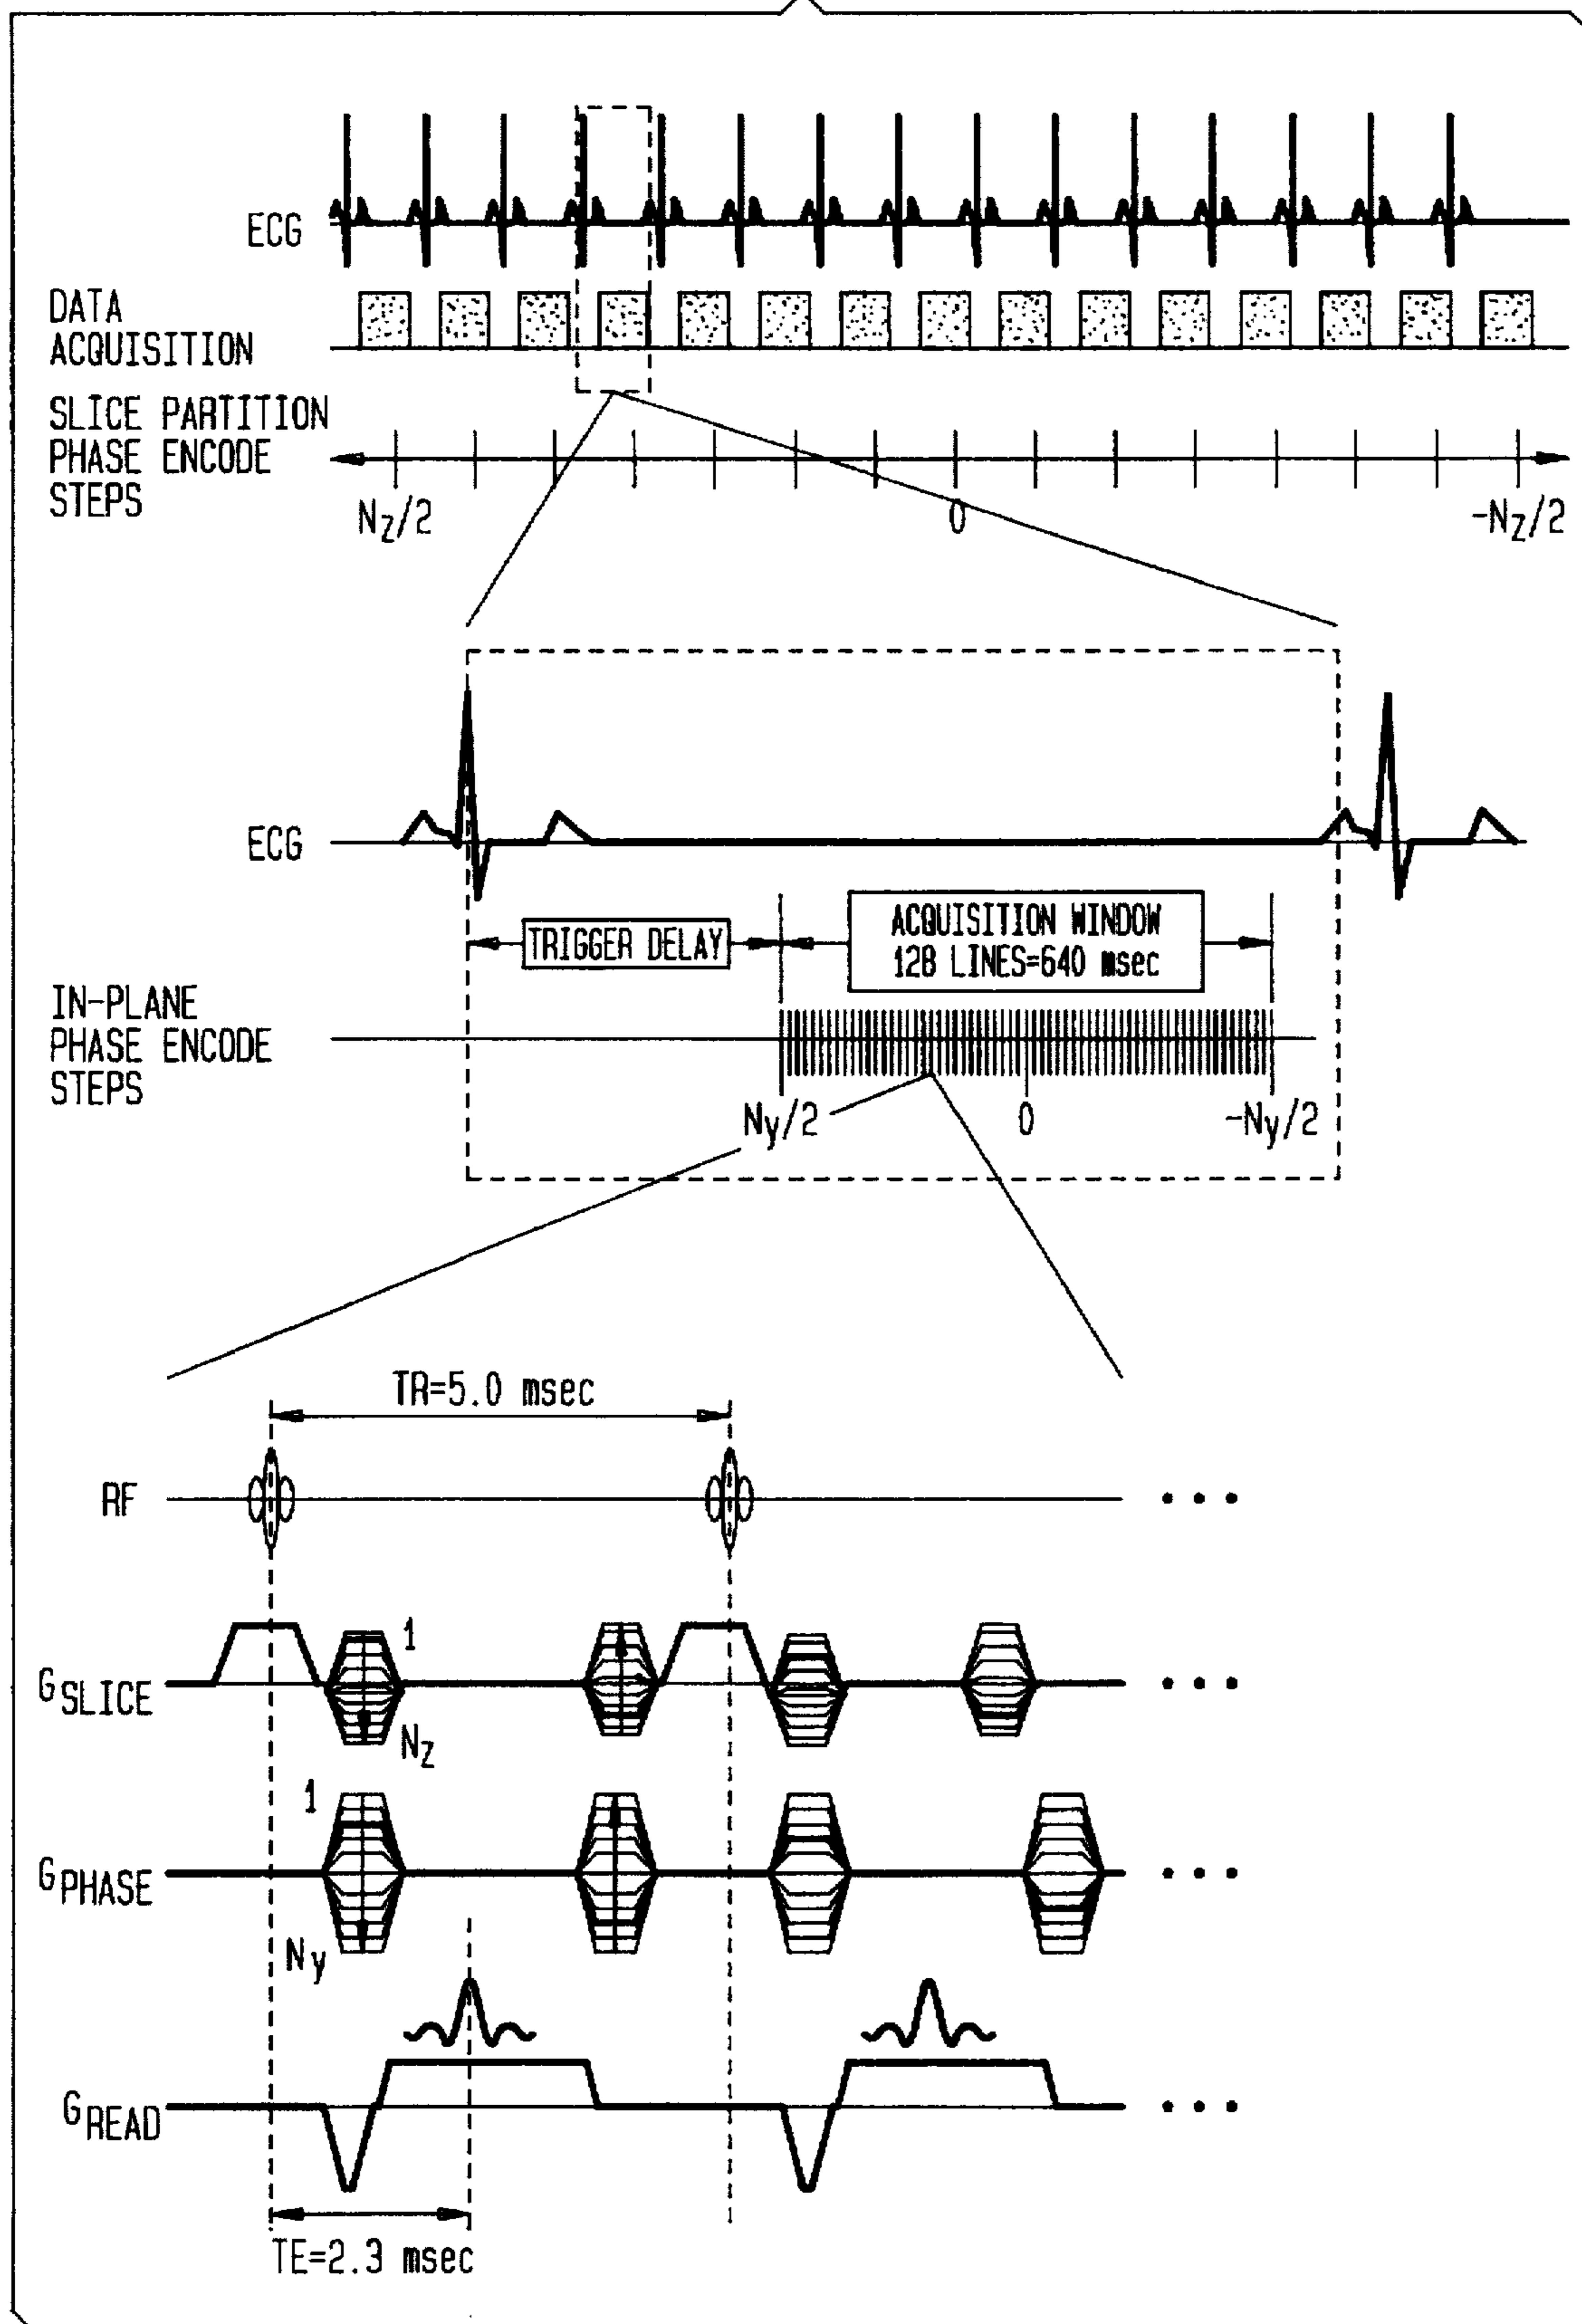 ECG
DATA
ACQUISITION
SLICE PARTITION
PHASE ENCODE
STEPS
Nz/2
0
-Nz/2
ECG
TRIGGER DELAY
ACQUISITION WINDOW
128 LINES=640 msec
IN-PLANE
PHASE ENCODE
STEPS
Ny/2
0
-Ny/2
TR=5.0 msec
RF
1
GSLICE
Nz
1
GPHASE
Ny
GREAD
TE=2.3 msec